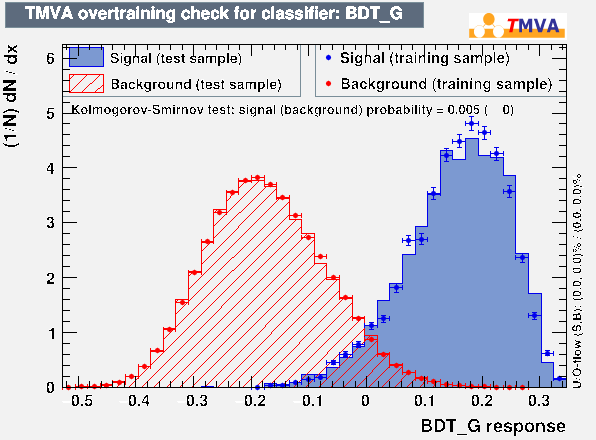 TMVA overtraining check for classifier: BDT_G
TMVA
(1/N) dN / dx
Signal (test sample)
Background (test sample)
Signal (training sample)
Background (training sample)
Kolmogorov-Smirnov test: signal (background) probability = 0.005 ( 0)
6
5
4
3
2
1
0
-0.5 -0.4 -0.3 -0.2 -0.1 0 0.1 0.2 0.3
BDT_G response
U/O-flow (S,B): (0.0, 0.0)% / (0.0, 0.0)%